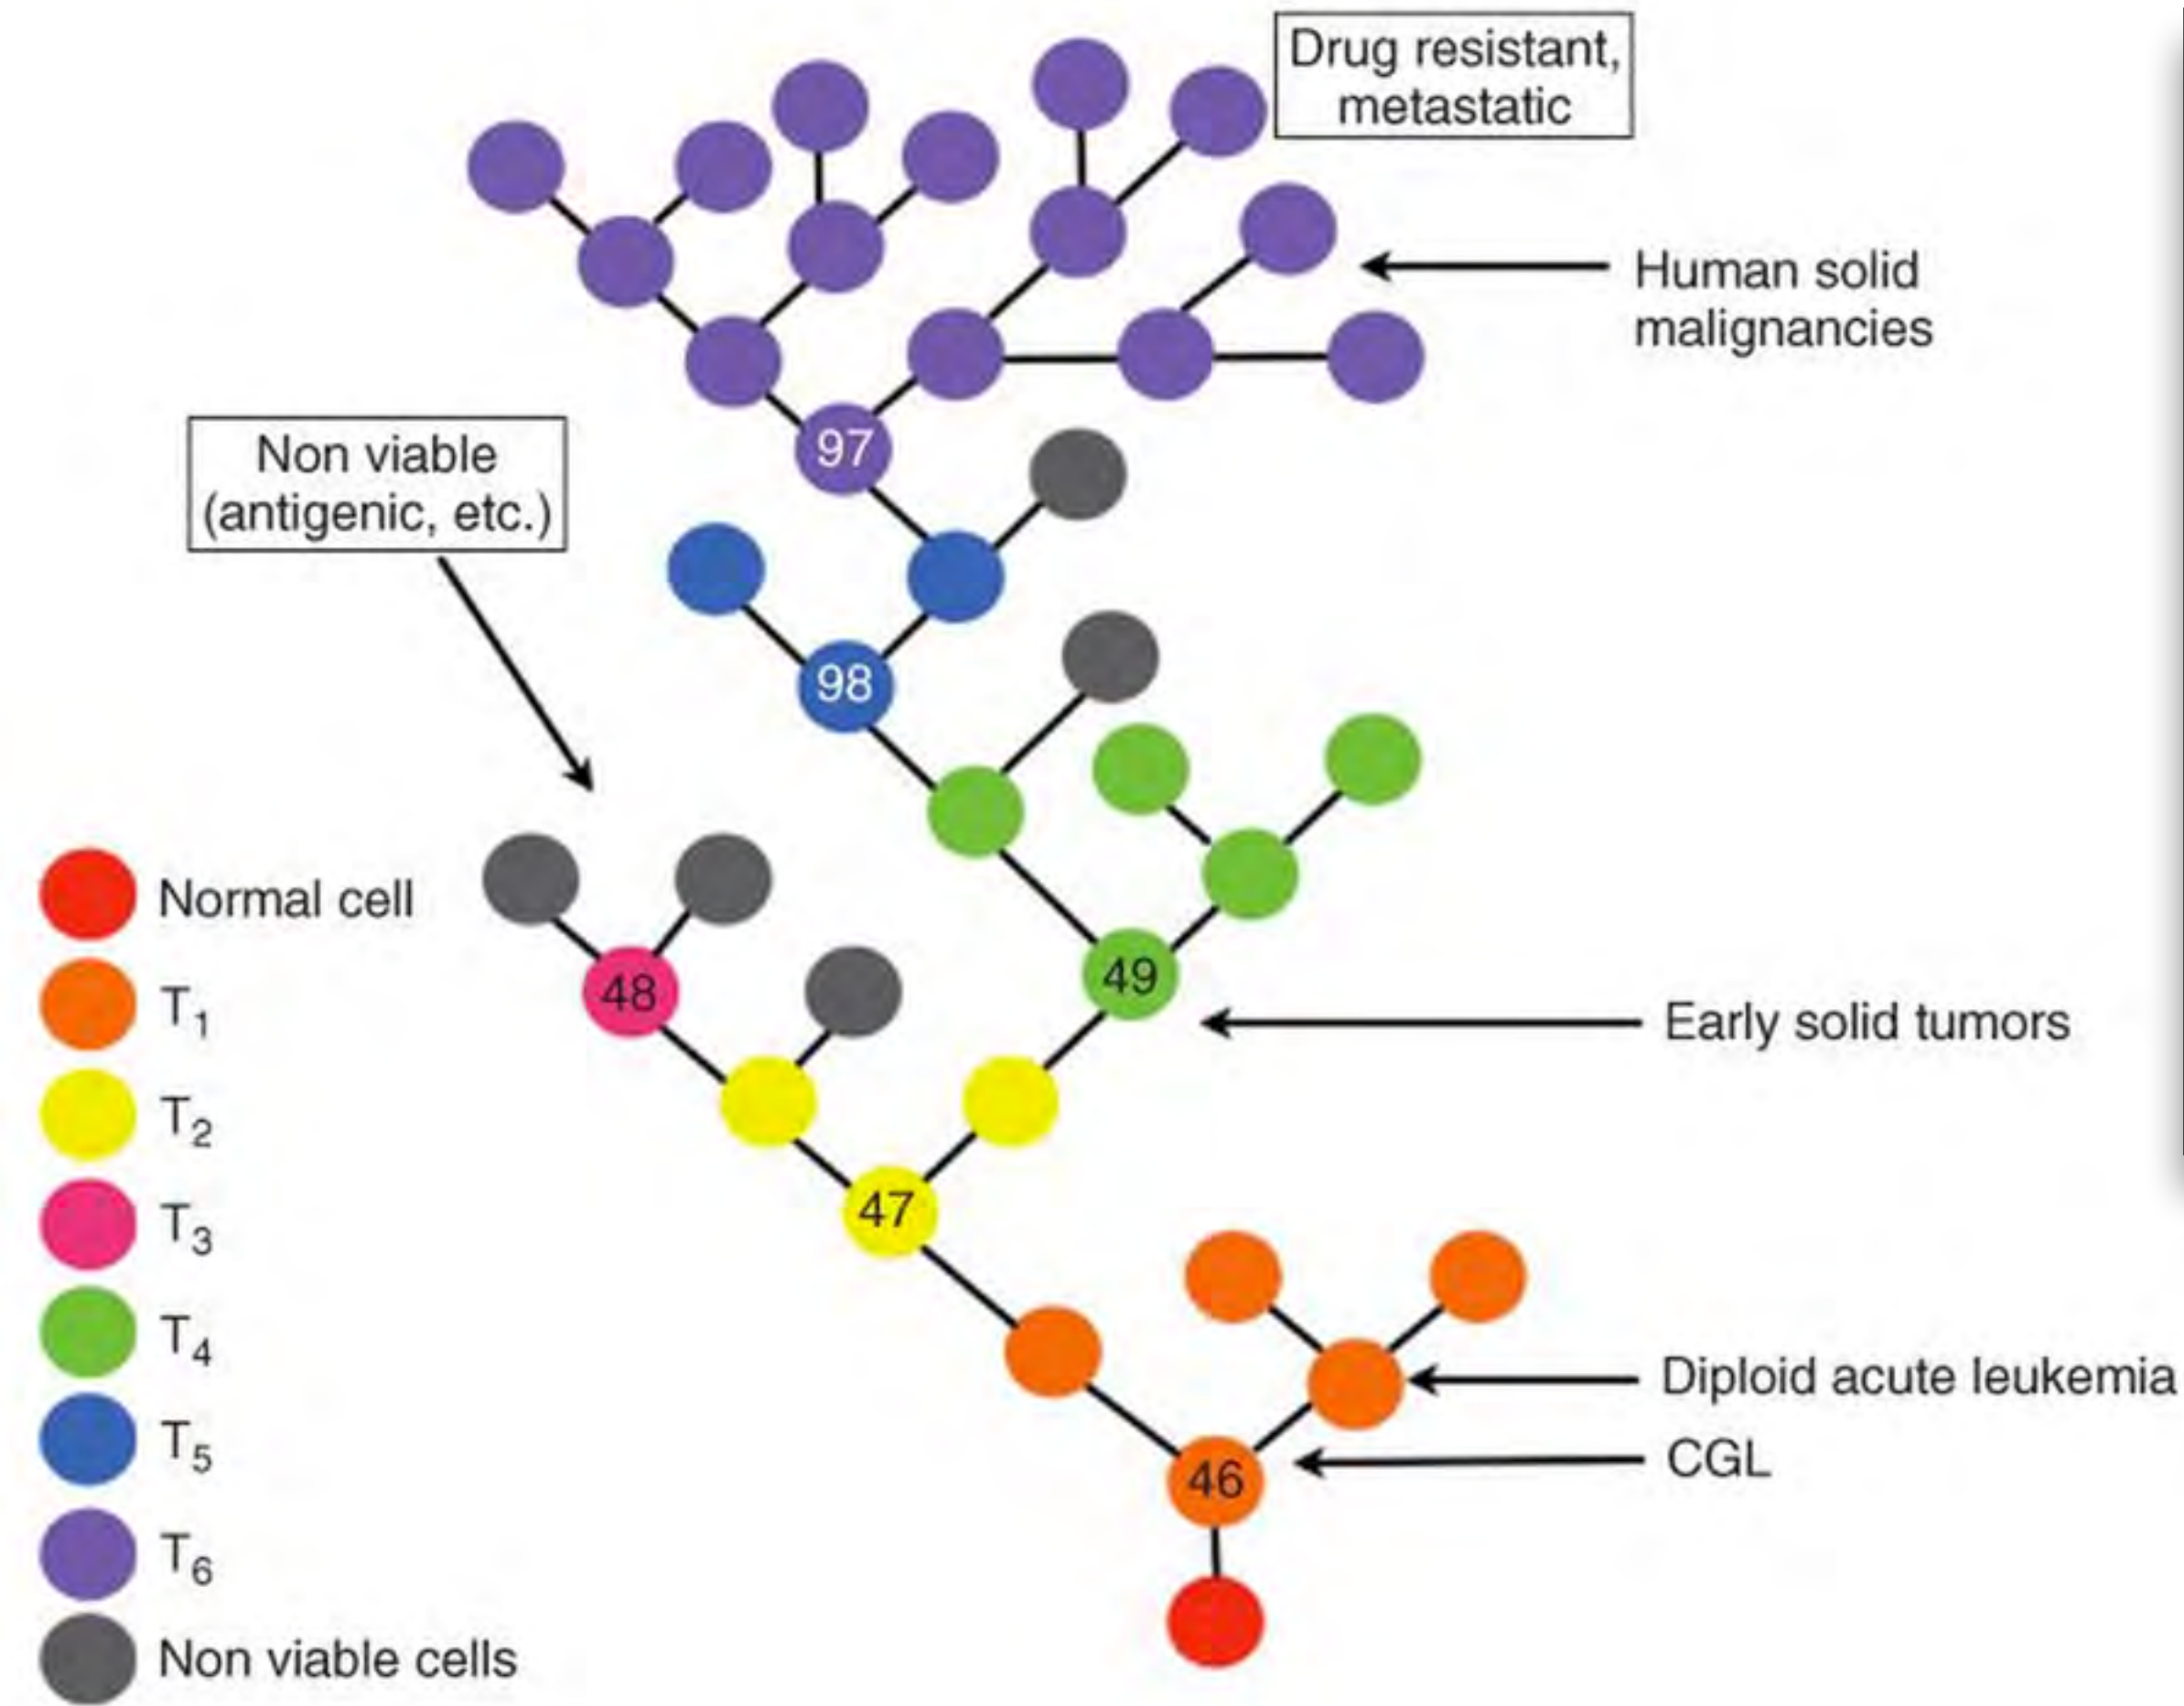 Drug resistant,
metastatic
Human solid
malignancies
97
Non viable
(antigenic, etc.)
98
49
48
Early solid tumors
47
Diploid acute leukemia
CGL
46
Normal cell
T1
T2
T3
T4
T5
T6
Non viable cells